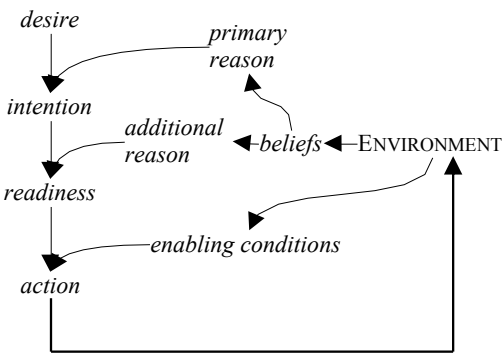 desire
primary
reason
intention
additional
reason
beliefs
ENVIRONMENT
readiness
enabling conditions
action